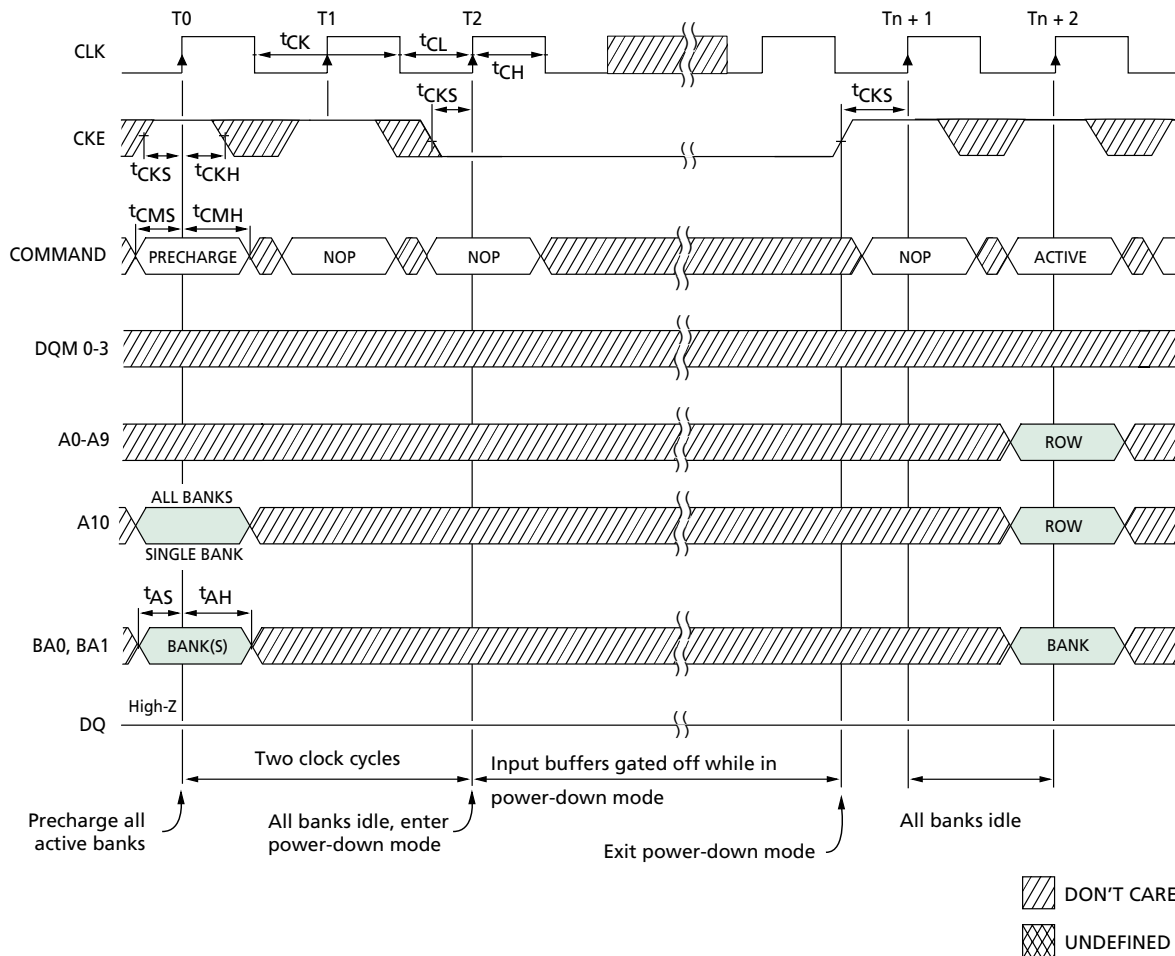 T0 T1 T2 Tn + 1 Tn + 2
CLK
tCK tCL
tCH
tCKS tCKS
CKE
tCKS tCKH
tCMS tCMH
COMMAND PRECHARGE NOP NOP NOP ACTIVE
DQM 0-3
A0-A9 ROW
ALL BANKS
A10 ROW
SINGLE BANK
tAS tAH
BA0, BA1 BANK(S) BANK
High-Z
DQ
Two clock cycles
Input buffers gated off while in
power-down mode
Precharge all
active banks
All banks idle, enter
power-down mode
Exit power-down mode
All banks idle
DON'T CARE
UNDEFINED